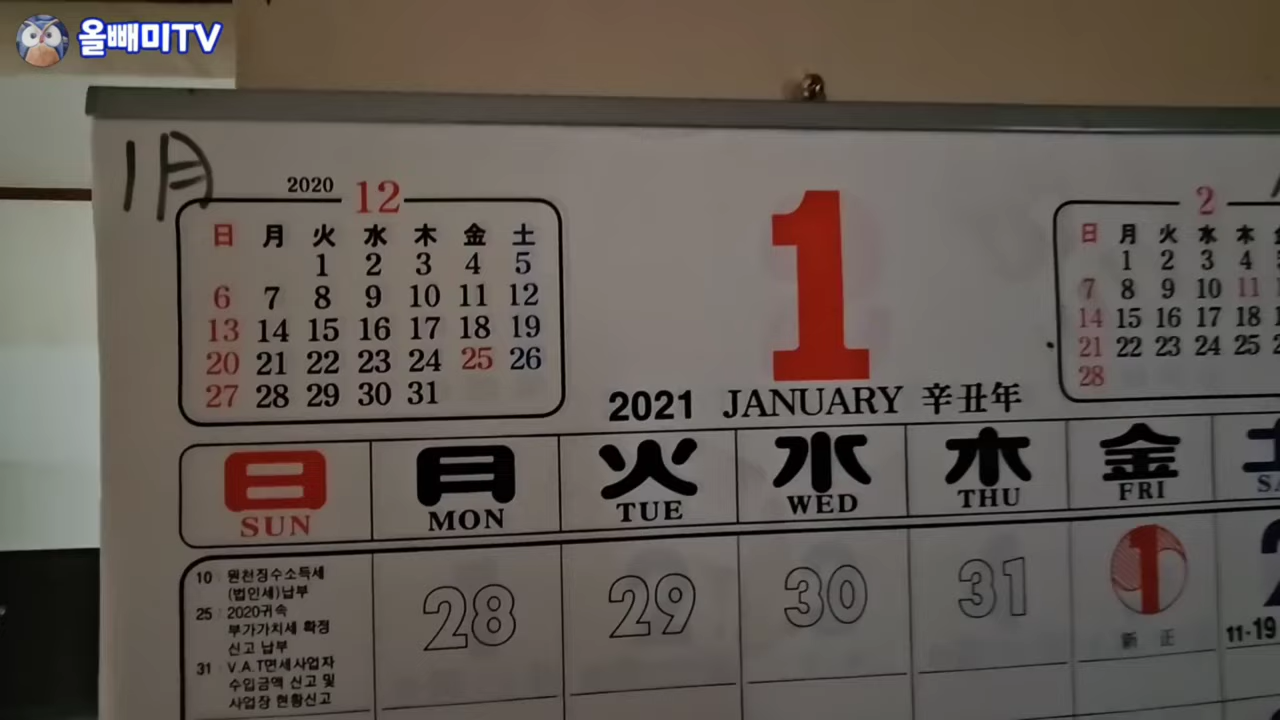 올빼미TV
1月
2020 12
日 月 火 水 木 金 土
1 2 3 4 5
6 7 8 9 10 11 12
13 14 15 16 17 18 19
20 21 22 23 24 25 26
27 28 29 30 31
1
2021 JANUARY 辛丑年
2
日 月 火 水 木
1 2 3 4
7 8 9 10 11
14 15 16 17 18
21 22 23 24 25
28
日 月 火 水 木 金 土
SUN MON TUE WED THU FRI
10 원천징수소득세
(법인세)납부
25 2020귀속
부가가치세 확정
신고 납부
31 V.A.T면세사업자
수입금액 신고 및
사업장 현황신고
28 29 30 31 1
新正
11·19